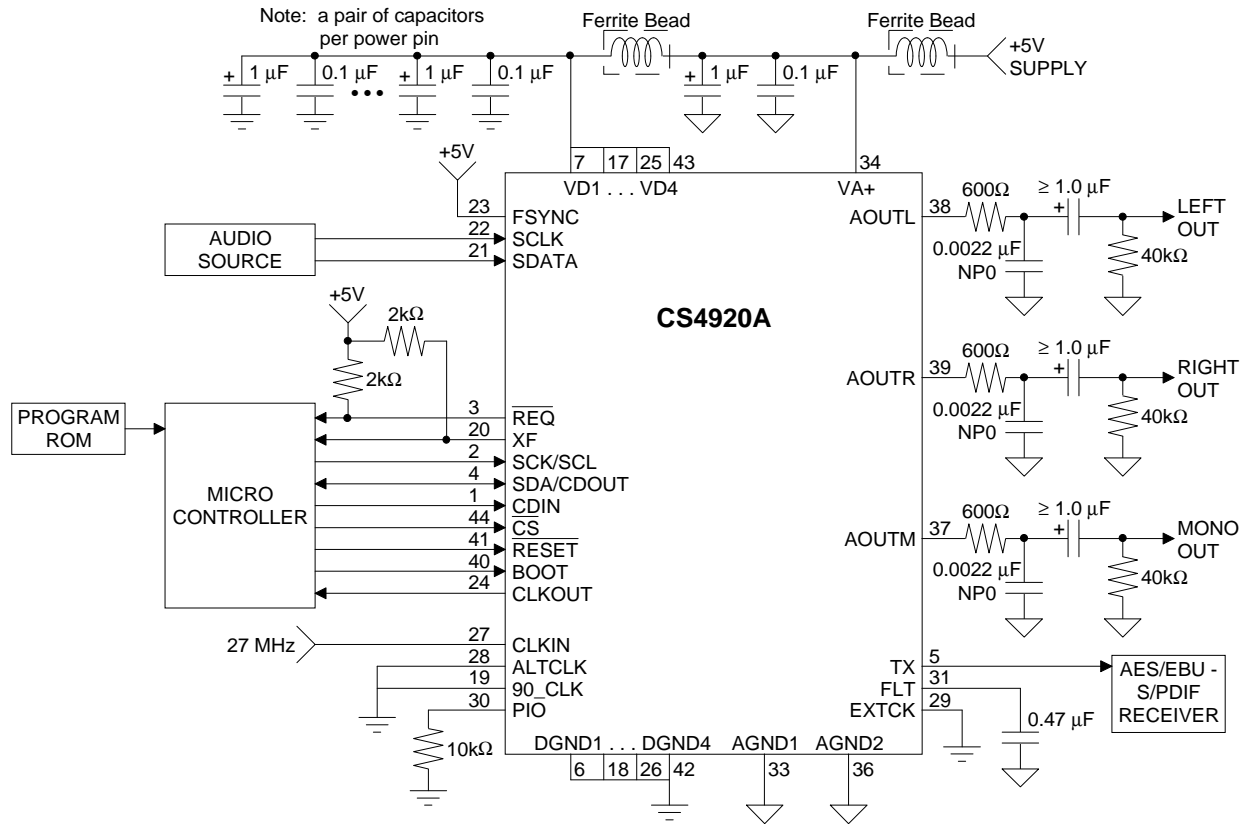 Note: a pair of capacitors
per power pin
Ferrite Bead
Ferrite Bead
+5V
SUPPLY
+ 1 µF
0.1 µF
•••
+ 1 µF
0.1 µF
+ 1 µF
0.1 µF
+5V
7 17 25 43
34
VD1 . . . VD4
VA+
23 FSYNC
22 SCLK
21 SDATA
AUDIO
SOURCE
CS4920A
+5V
2kΩ
2kΩ
PROGRAM
ROM
MICRO
CONTROLLER
3 REQ
20 XF
2 SCK/SCL
4 SDA/CDOUT
1 CDIN
44 CS
41 RESET
40 BOOT
24 CLKOUT
27 MHz
27 CLKIN
28 ALTCLK
19 90_CLK
30 PIO
10kΩ
DGND1 . . . DGND4
6 18 26 42
AGND1
33
AGND2
36
AOUTL 38
600Ω
≥ 1.0 µF
+
LEFT
OUT
0.0022 µF
NP0
40kΩ
AOUTR 39
600Ω
≥ 1.0 µF
+
RIGHT
OUT
0.0022 µF
NP0
40kΩ
AOUTM 37
600Ω
≥ 1.0 µF
+
MONO
OUT
0.0022 µF
NP0
40kΩ
TX 5
FLT 31
EXTCK 29
AES/EBU -
S/PDIF
RECEIVER
0.47 µF